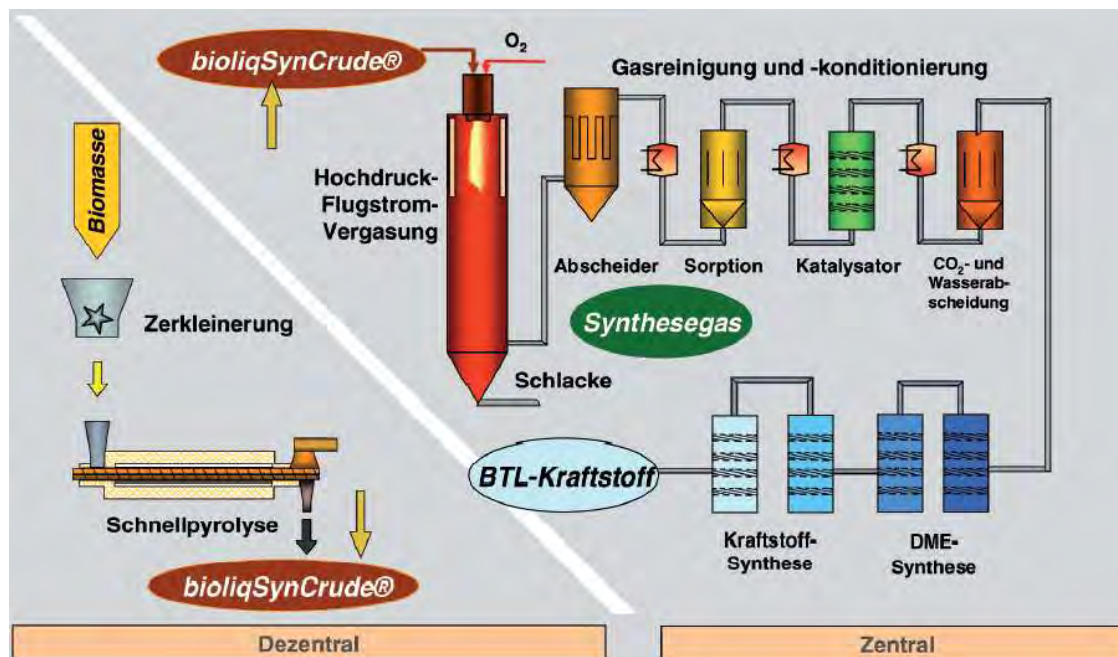 bioliqSynCrude®
O₂
Gasreinigung und -konditionierung
Biomasse
Hochdruck-
Flugstrom-
Vergasung
Abscheider
Sorption
Katalysator
CO₂- und
Wasserab-
scheidung
Zerkleinerung
Synthesegas
Schlacke
BTL-Kraftstoff
Schnellpyrolyse
Kraftstoff-
Synthese
DME-
Synthese
bioliqSynCrude®
Dezentral
Zentral